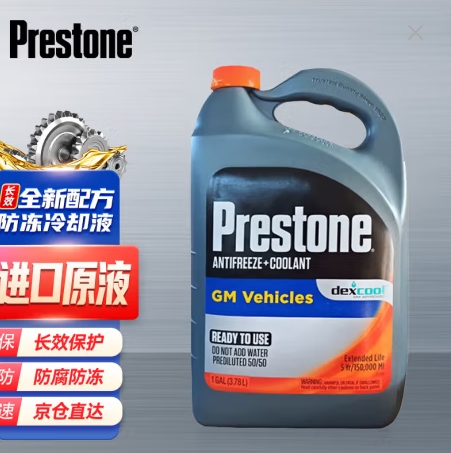 Prestone®
长效
全新配方
防冻冷却液
进口原液
保 长效保护
防 防腐防冻
速 京仓直达
Prestone®
ANTIFREEZE+COOLANT
GM Vehicles
dexcool
READY TO USE
DO NOT ADD WATER
PREDILUTED 50/50
Extended Life
5 Yr/150,000 Mi
1 GAL (3.78L)
WARNING: